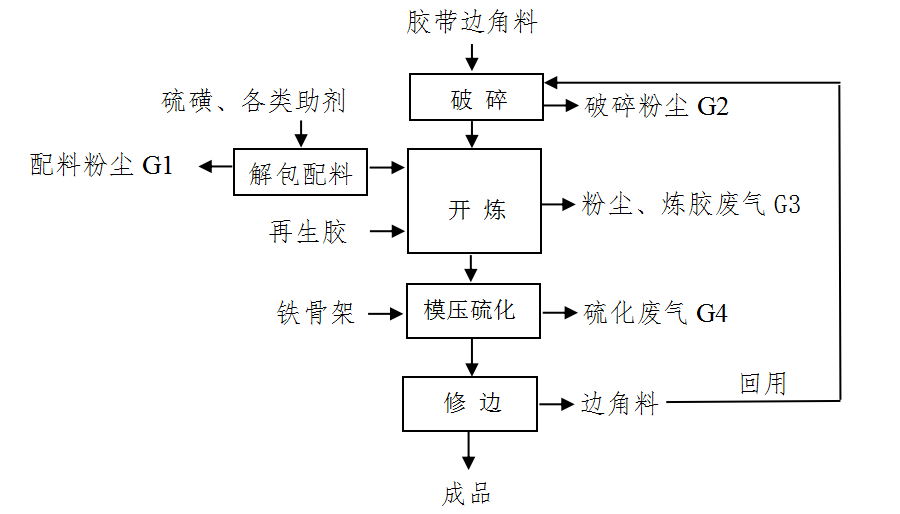 胶带边角料
破碎
破碎粉尘 G2
硫磺、各类助剂
配料粉尘 G1
解包配料
开炼
粉尘、炼胶废气G3
再生胶
铁骨架
模压硫化
硫化废气 G4
回用
修边
边角料
成品